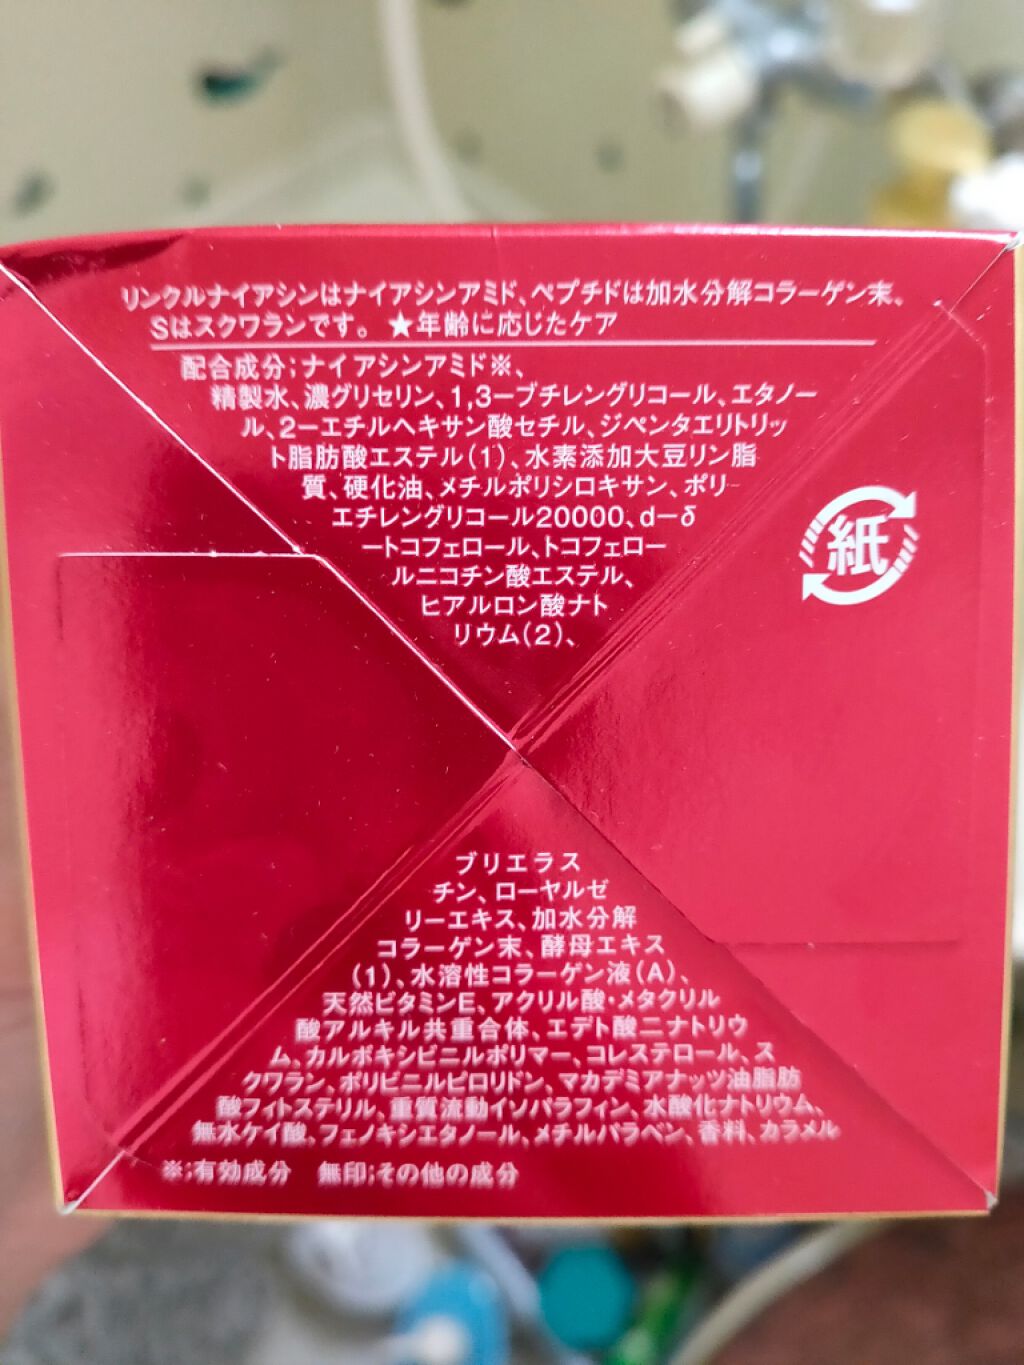 リンクルナイアシンはナイアシンアミド、ペプチドは加水分解コラーゲン末、
Sはスクワランです。 ★年齢に応じたケア
配合成分;ナイアシンアミド※、
精製水、濃グリセリン、1,3-ブチレングリコール、エタノー
ル、2-エチルヘキサン酸セチル、ジペンタエリトリッ
ト脂肪酸エステル(1)、水素添加大豆リン脂
質、硬化油、メチルポリシロキサン、ポリ
エチレングリコール20000、d-δ
-トコフェロール、トコフェロー
ルニコチン酸エステル、
ヒアルロン酸ナト
リウム(2)、
紙
ブリエラス
チン、ローヤルゼ
リーエキス、加水分解
コラーゲン末、酵母エキス
(1)、水溶性コラーゲン液(A)、
天然ビタミンE、アクリル酸・メタクリル
酸アルキル共重合体、エデト酸二ナトリウ
ム、カルボキシビニルポリマー、コレステロール、ス
クワラン、ポリビニルピロリドン、マカデミアナッツ油脂肪
酸フィトステリル、重質流動イソパラフィン、水酸化ナトリウム、
無水ケイ酸、フェノキシエタノール、メチルパラベン、香料、カラメル
※;有効成分 無印;その他の成分